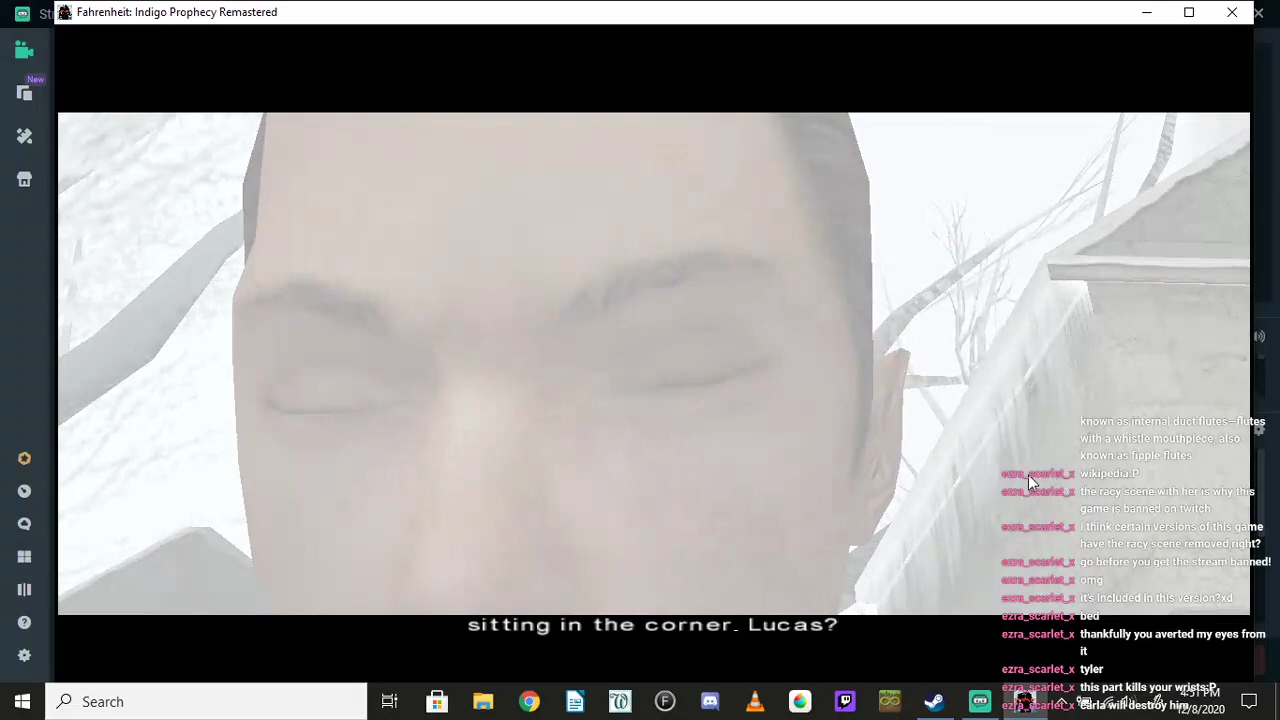 Fahrenheit: Indigo Prophecy Remastered
New
known as internal duct flutes—flutes
with a whistle mouthpiece, also
known as fipple flutes
ezra_scarlet_x wikipedia:P
ezra_scarlet_x the racy scene with her is why this
game is banned on twitch
ezra_scarlet_x i think certain versions of this game
have the racy scene removed,right?
ezra_scarlet_x go before you get the stream banned!
ezra_scarlet_x omg
ezra_scarlet_x it's included in this version?xd
ezra_scarlet_x bed
ezra_scarlet_x thankfully you averted my eyes from
it
ezra_scarlet_x tyler
ezra_scarlet_x this part kills your wrists:P
ezra_scarlet_x carla will destroy him
sitting in the corner, Lucas?
Search
4:51 PM
12/8/2020